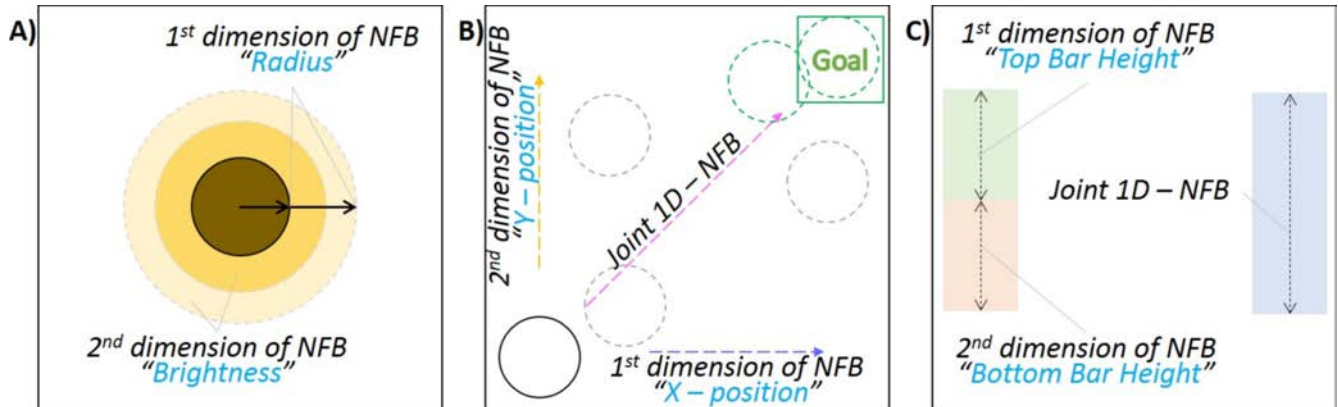 A)
1st dimension of NFB
“Radius”
2nd dimension of NFB
“Brightness”
B)
2nd dimension of NFB
“Y – position”
Joint 1D – NFB
Goal
1st dimension of NFB
“X – position”
C)
1st dimension of NFB
“Top Bar Height”
Joint 1D – NFB
2nd dimension of NFB
“Bottom Bar Height”